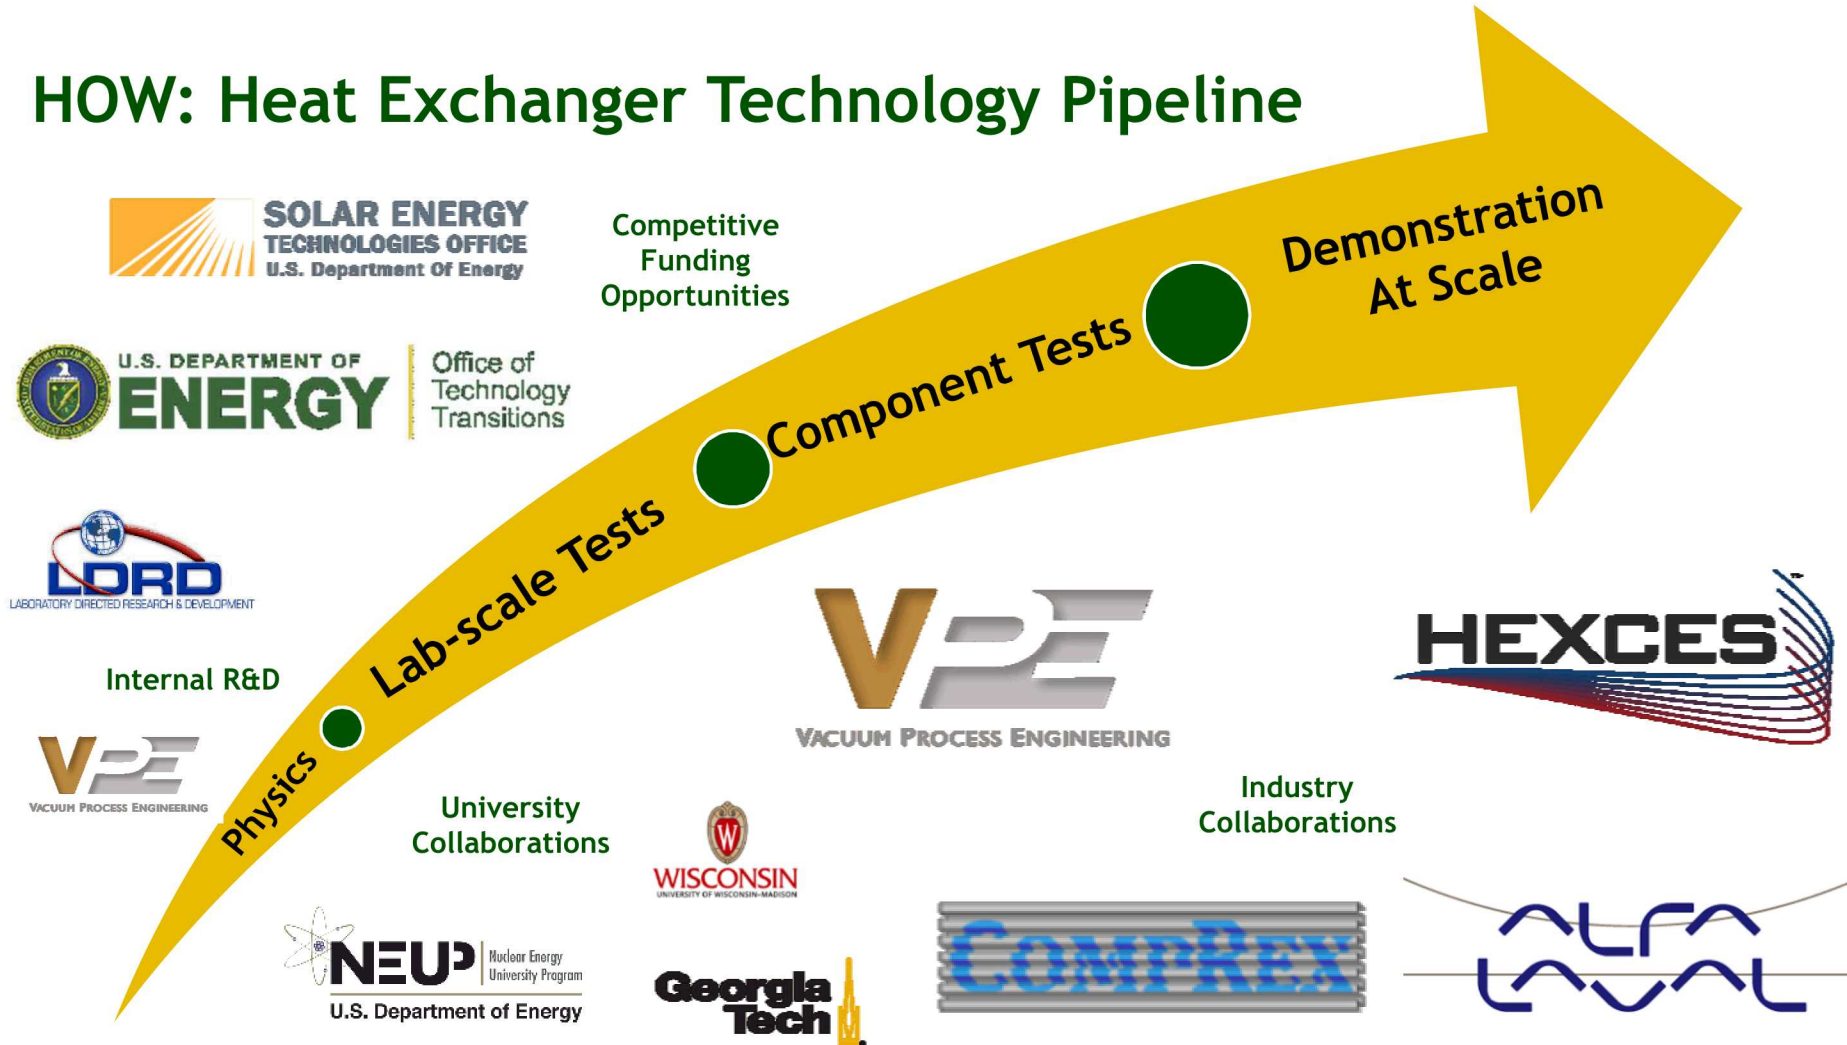 HOW: Heat Exchanger Technology Pipeline
SOLAR ENERGY
TECHNOLOGIES OFFICE
U.S. Department Of Energy
Competitive
Funding
Opportunities
Demonstration
At Scale
U.S. DEPARTMENT OF
ENERGY
Office of
Technology
Transitions
Component Tests
Lab-scale Tests
LDRD
LABORATORY DIRECTED RESEARCH & DEVELOPMENT
Internal R&D
VPE
VACUUM PROCESS ENGINEERING
Physics
VPE
VACUUM PROCESS ENGINEERING
HEXCES
University
Collaborations
Industry
Collaborations
W
WISCONSIN
UNIVERSITY OF WISCONSIN–MADISON
NEUP
Nuclear Energy
University Program
U.S. Department of Energy
Georgia
Tech
COMPREX
ALFA
LAVAL